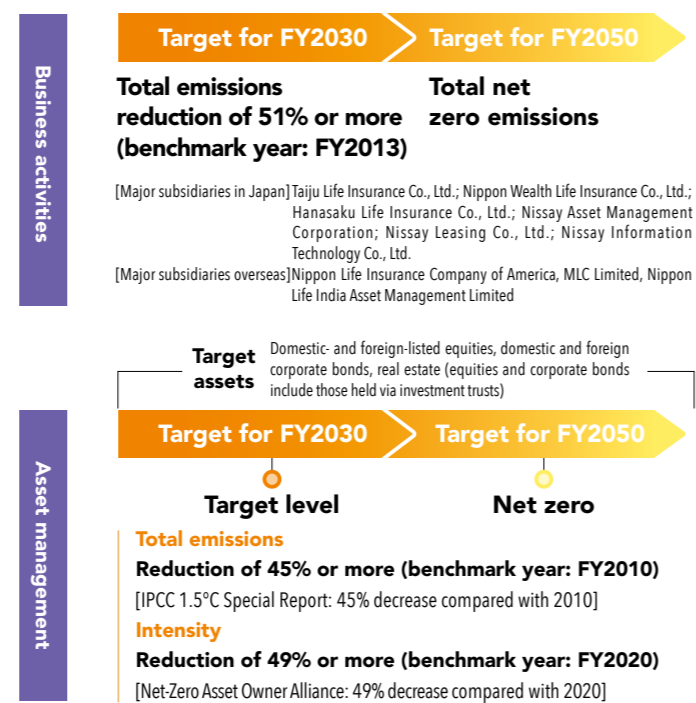 Business activities
Target for FY2030
Target for FY2050
Total emissions
reduction of 51% or more
(benchmark year: FY2013)
Total net
zero emissions
[Major subsidiaries in Japan] Taiju Life Insurance Co., Ltd.; Nippon Wealth Life Insurance Co., Ltd.;
Hanasaku Life Insurance Co., Ltd.; Nissay Asset Management
Corporation; Nissay Leasing Co., Ltd.; Nissay Information
Technology Co., Ltd.
[Major subsidiaries overseas] Nippon Life Insurance Company of America, MLC Limited, Nippon
Life India Asset Management Limited
Target
assets
Domestic- and foreign-listed equities, domestic and foreign
corporate bonds, real estate (equities and corporate bonds
include those held via investment trusts)
Asset management
Target for FY2030
Target for FY2050
Target level
Net zero
Total emissions
Reduction of 45% or more (benchmark year: FY2010)
[IPCC 1.5°C Special Report: 45% decrease compared with 2010]
Intensity
Reduction of 49% or more (benchmark year: FY2020)
[Net-Zero Asset Owner Alliance: 49% decrease compared with 2020]